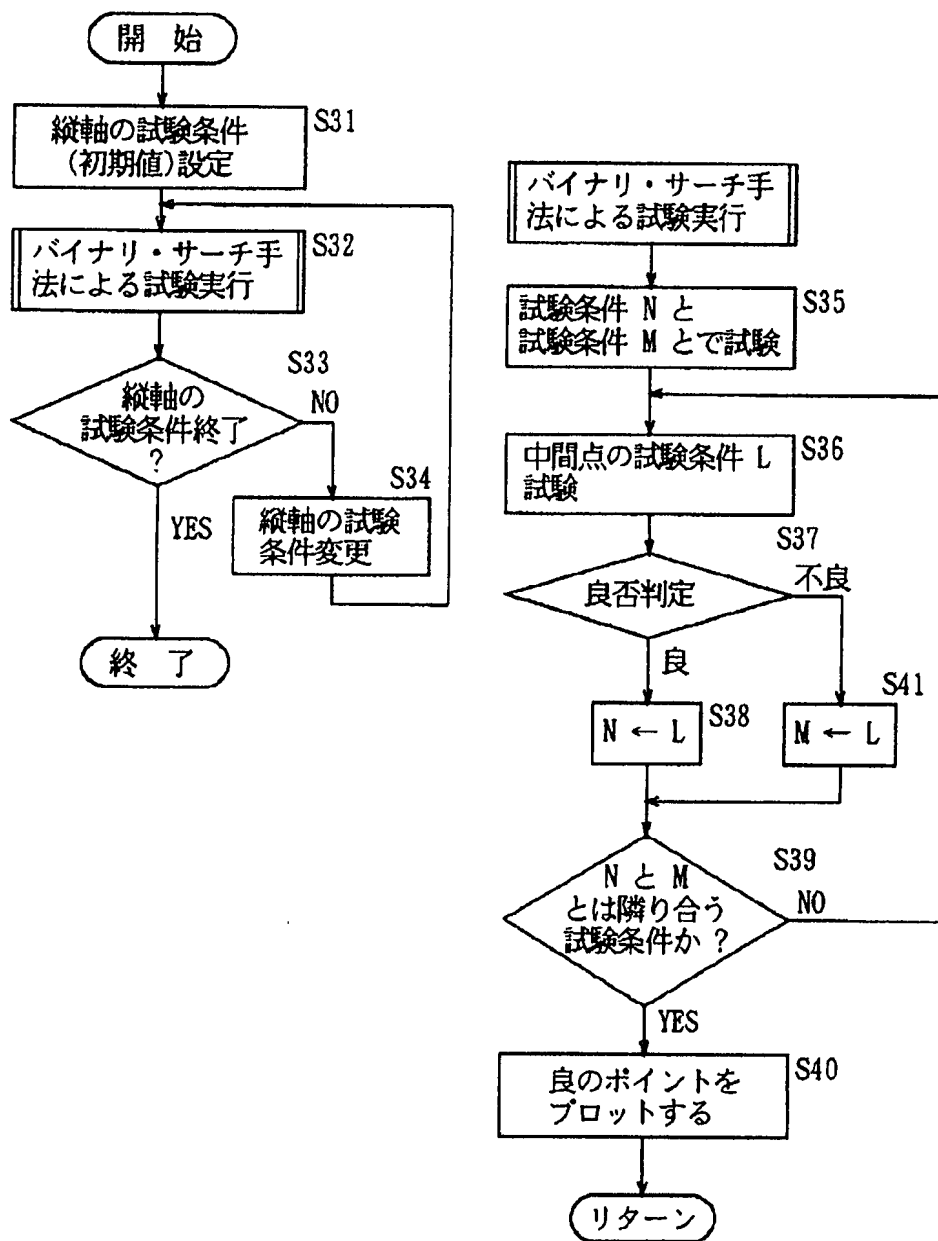 開 始
S31
縦軸の試験条件
(初期値)設定
S32
バイナリ・サーチ手
法による試験実行
S33
縦軸の
試験条件終了
?
NO
YES
S34
縦軸の試験
条件変更
終 了
バイナリ・サーチ手
法による試験実行
S35
試験条件 N と
試験条件 M とで試験
S36
中間点の試験条件 L
試験
S37
良否判定
不良
良
S38
N ← L
S41
M ← L
S39
N と M
とは隣り合う
試験条件か ?
NO
YES
S40
良のポイントを
プロットする
リターン